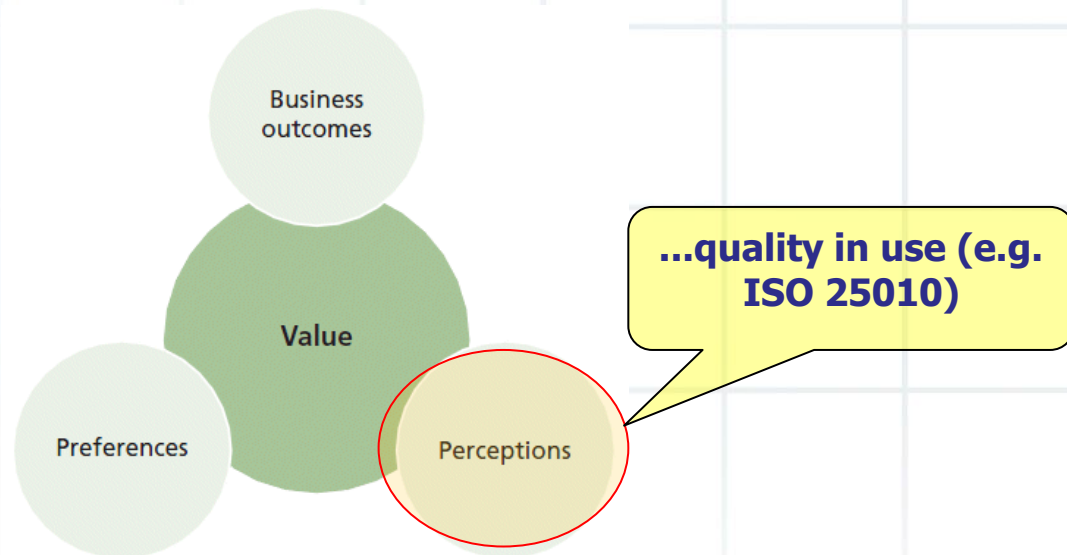 Business
outcomes
...quality in use (e.g.
ISO 25010)
Value
Preferences
Perceptions